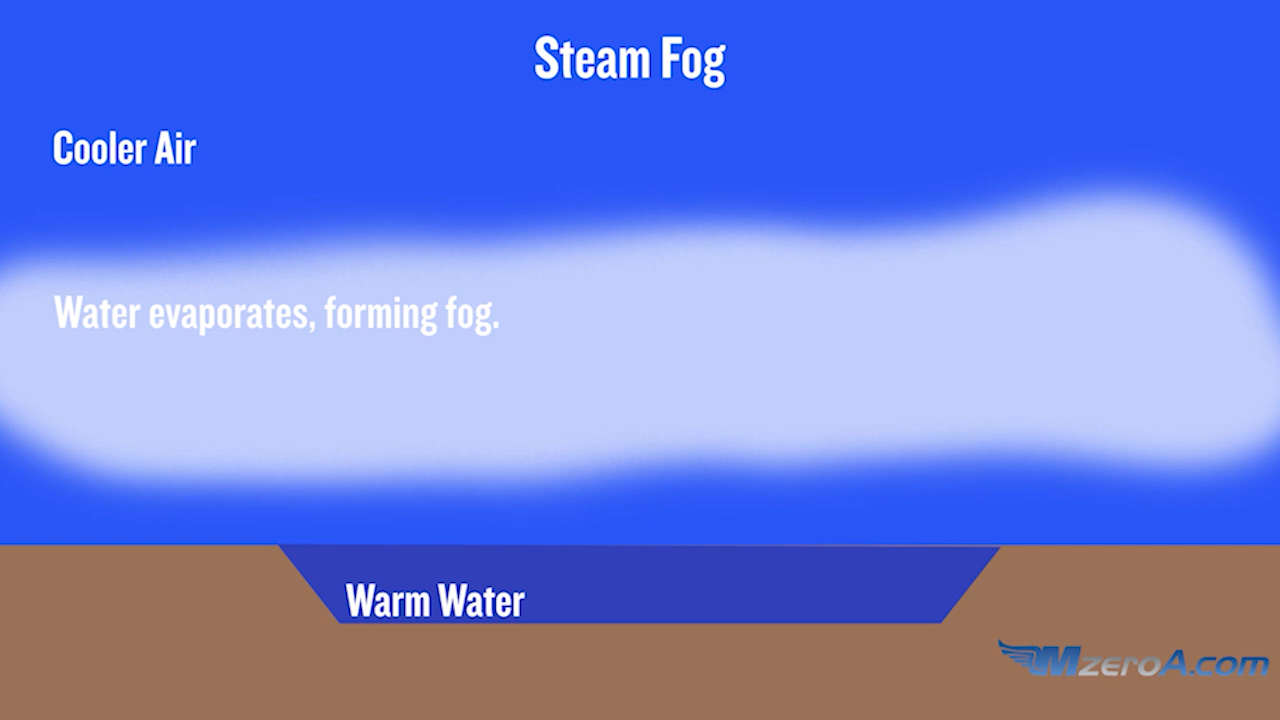 Steam Fog
Cooler Air
Water evaporates, forming fog.
Warm Water
MzeroA.com